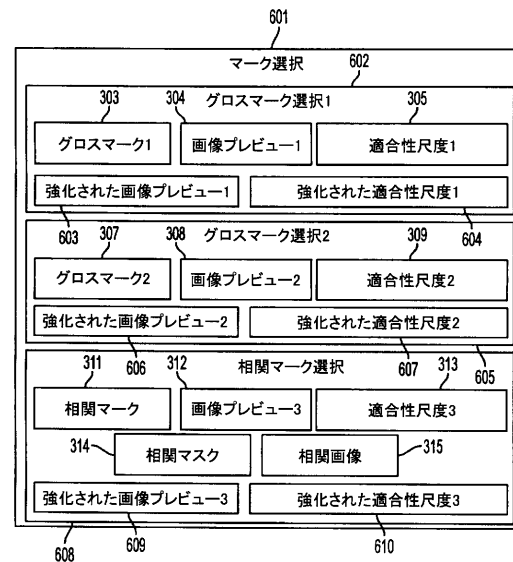 601
マーク選択
602
グロスマーク選択1
303
304
305
グロスマーク1
画像プレビュー1
適合性尺度1
強化された画像プレビュー1
強化された適合性尺度1
603
604
グロスマーク選択2
307
308
309
グロスマーク2
画像プレビュー2
適合性尺度2
強化された画像プレビュー2
強化された適合性尺度2
606
607
605
相関マーク選択
311
312
313
相関マーク
画像プレビュー3
適合性尺度3
314
相関マスク
相関画像
315
強化された画像プレビュー3
強化された適合性尺度3
608
609
610